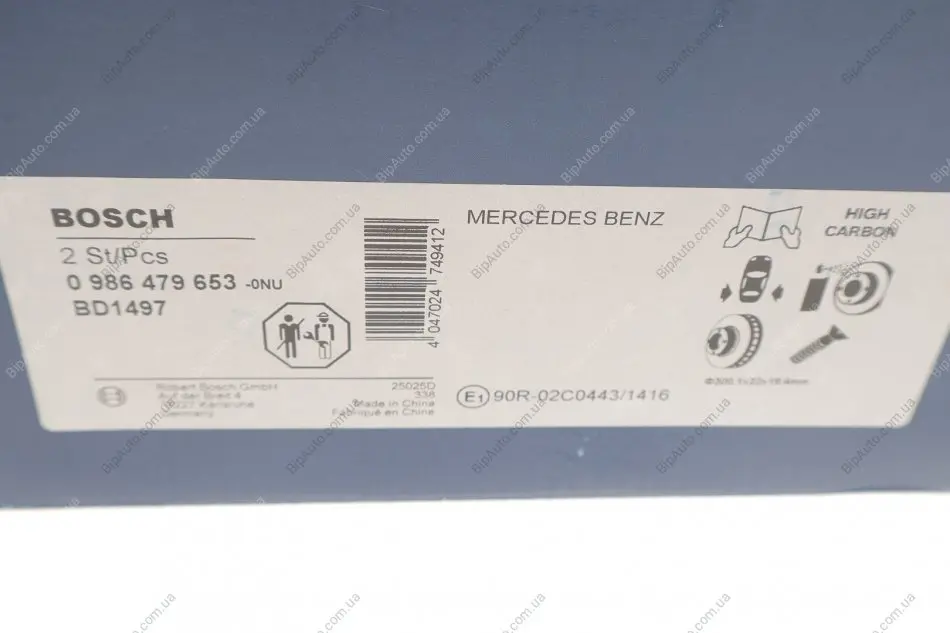 BOSCH
2 St/Pcs
0 986 479 653 -0NU
BD1497
4 047024 749412
MERCEDES BENZ
HIGH
CARBON
Robert Bosch GmbH
Auf der Breit 4
76227 Karlsruhe
Germany
25025D
338
Made in China
Fabriqué en China
E1 90R-02C0443/1416
BipAuto.com.ua